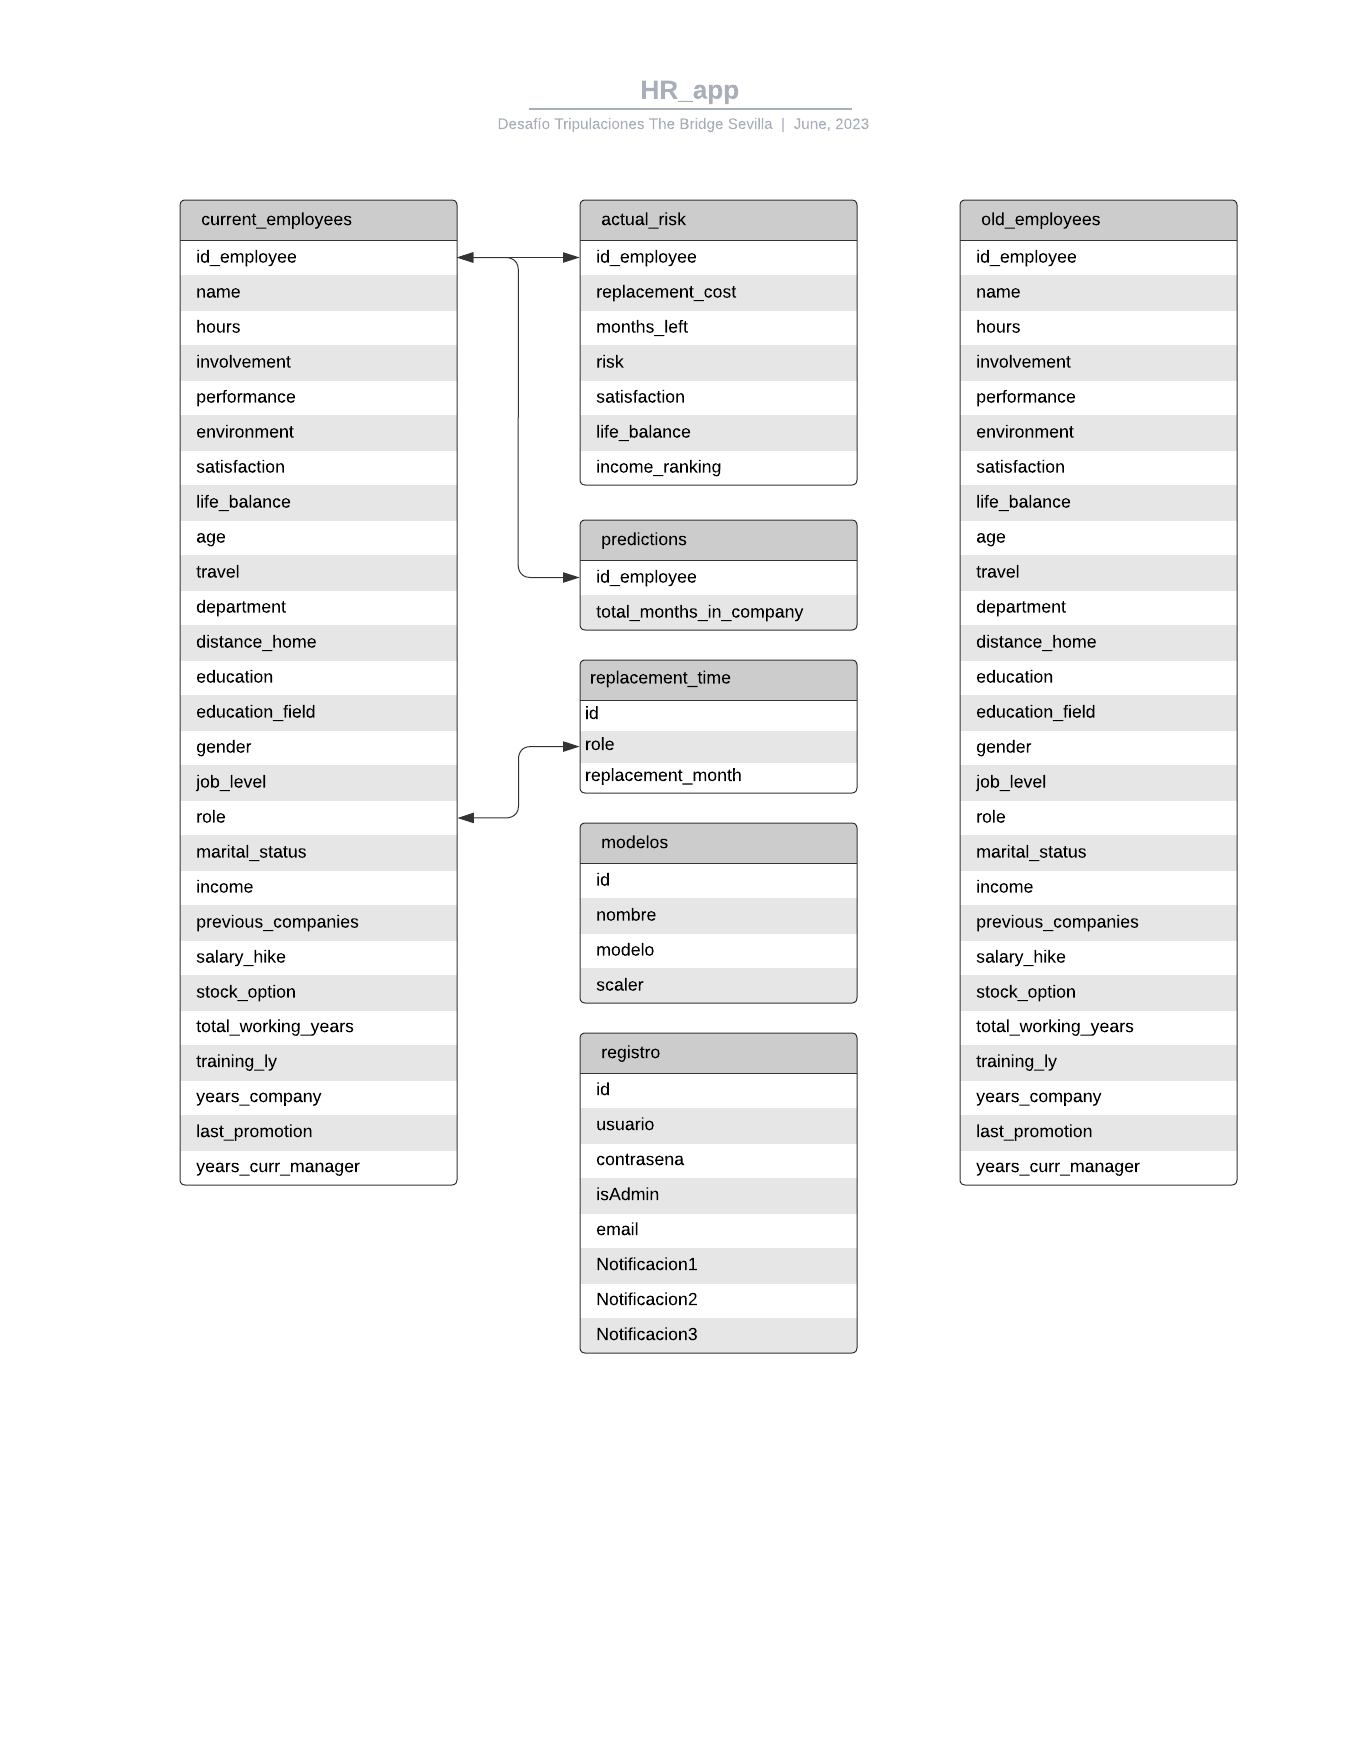 HR_app
Desafío Tripulaciones The Bridge Sevilla | June, 2023
current_employees
id_employee
name
hours
involvement
performance
environment
satisfaction
life_balance
age
travel
department
distance_home
education
education_field
gender
job_level
role
marital_status
income
previous_companies
salary_hike
stock_option
total_working_years
training_ly
years_company
last_promotion
years_curr_manager
actual_risk
id_employee
replacement_cost
months_left
risk
satisfaction
life_balance
income_ranking
predictions
id_employee
total_months_in_company
replacement_time
id
role
replacement_month
modelos
id
nombre
modelo
scaler
registro
id
usuario
contrasena
isAdmin
email
Notificacion1
Notificacion2
Notificacion3
old_employees
id_employee
name
hours
involvement
performance
environment
satisfaction
life_balance
age
travel
department
distance_home
education
education_field
gender
job_level
role
marital_status
income
previous_companies
salary_hike
stock_option
total_working_years
training_ly
years_company
last_promotion
years_curr_manager